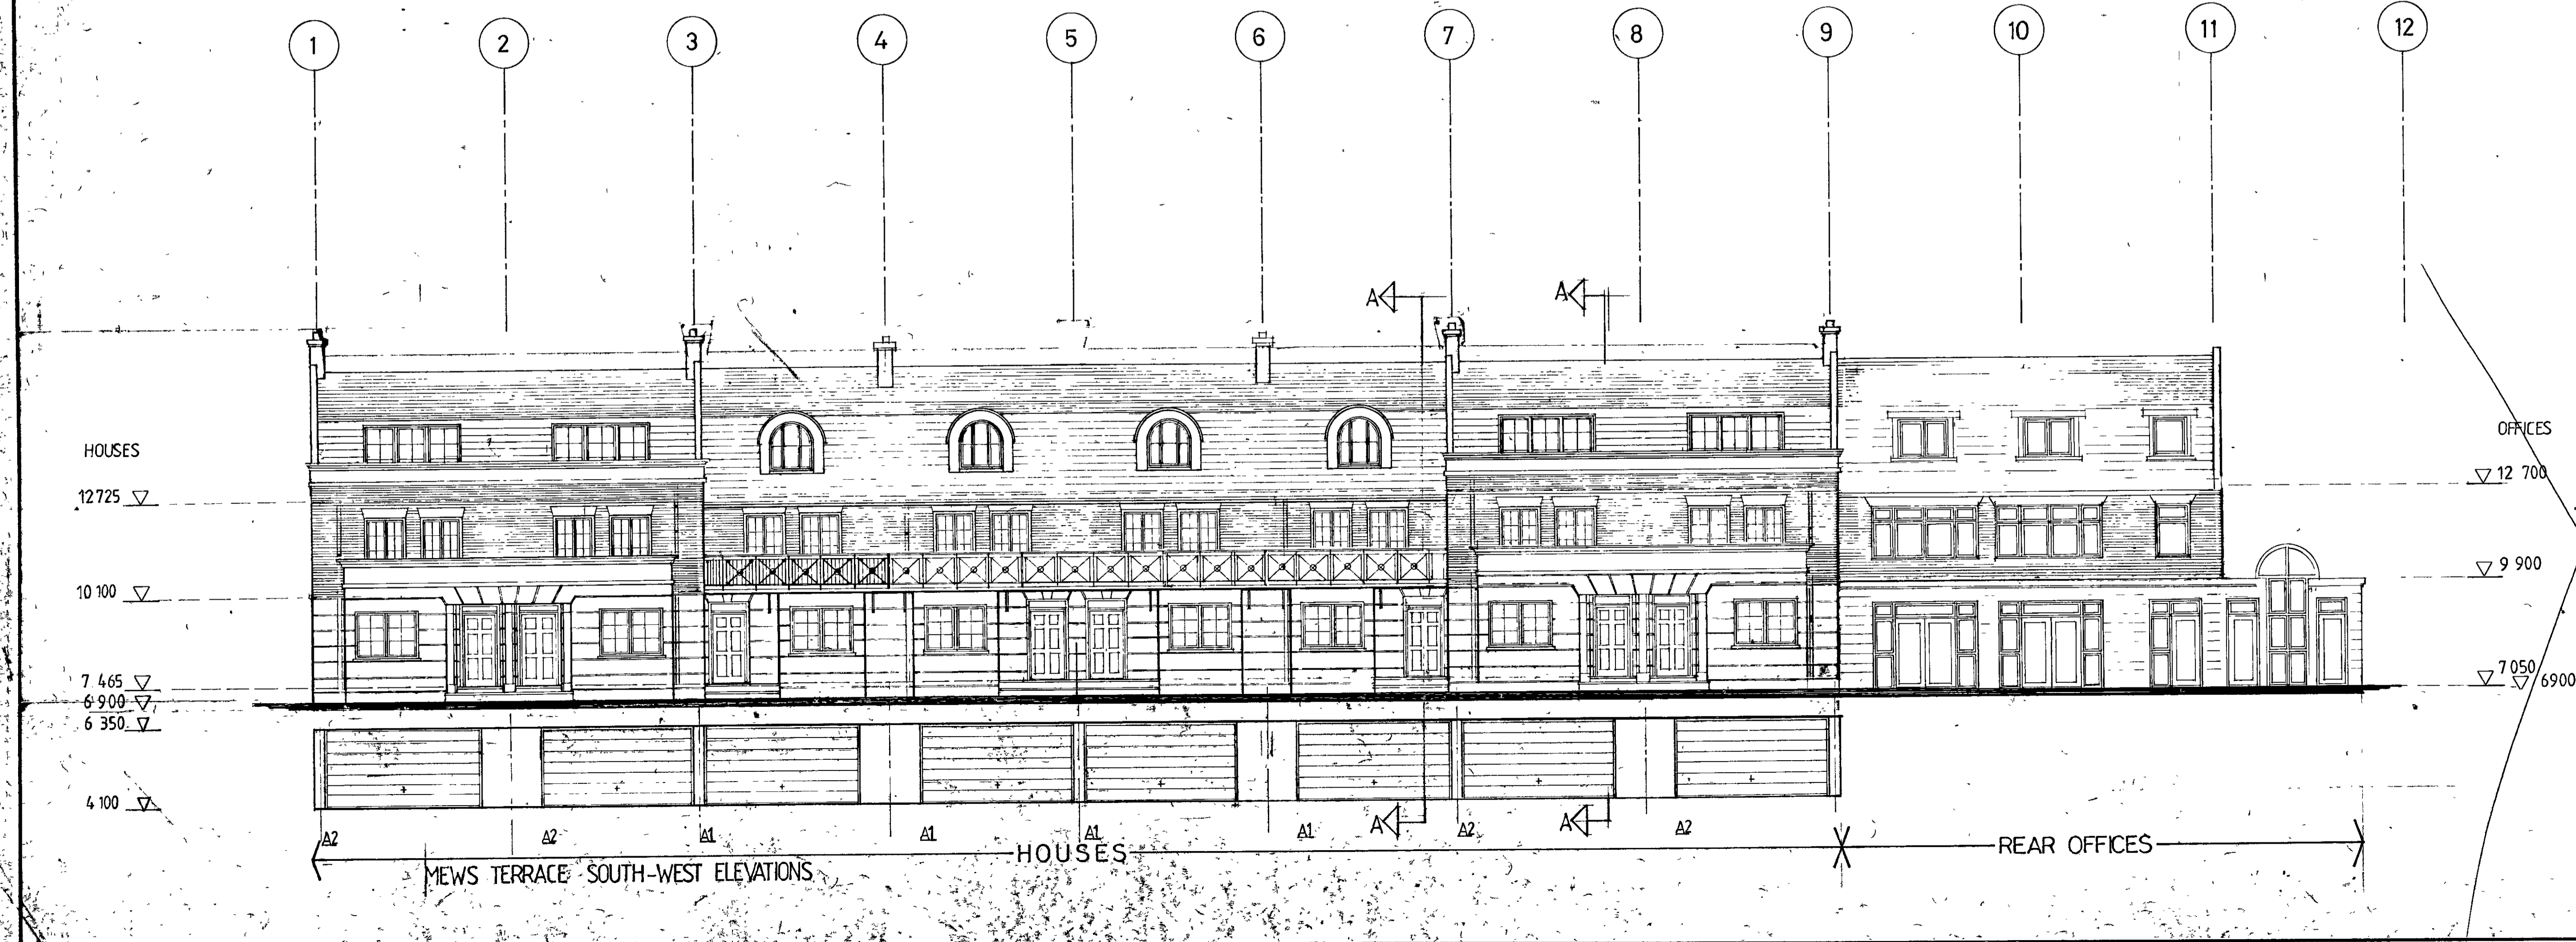 1 2 3 4 5 6 7 8 9 10 11 12
A A
HOUSES
OFFICES
12 725
12 700
10 100
9 900
7 465
7 050
6 900
6900
6 350
4 100
A A
A2 A2 A1 A1 A1 A1 A2 A2
HOUSES
REAR OFFICES
MEWS TERRACE SOUTH-WEST ELEVATIONS